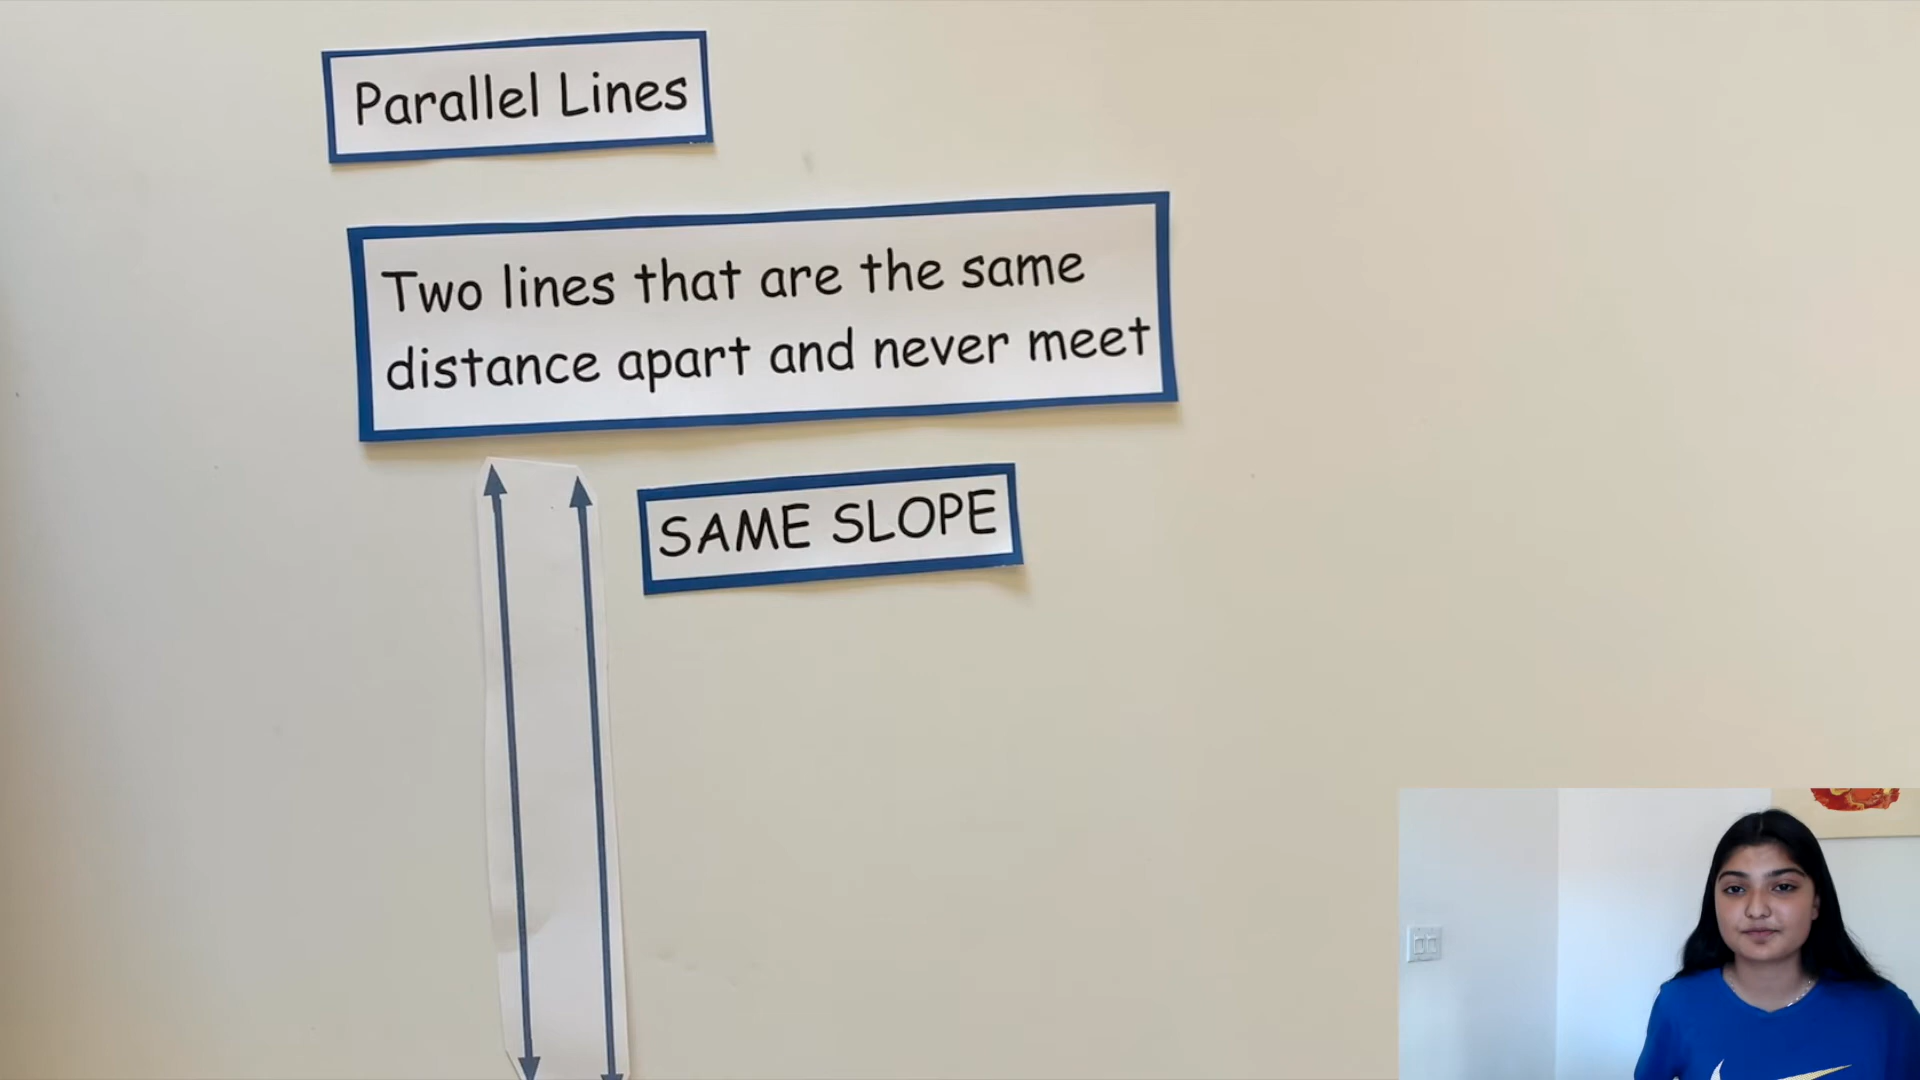 Parallel Lines
Two lines that are the same
distance apart and never meet
SAME SLOPE